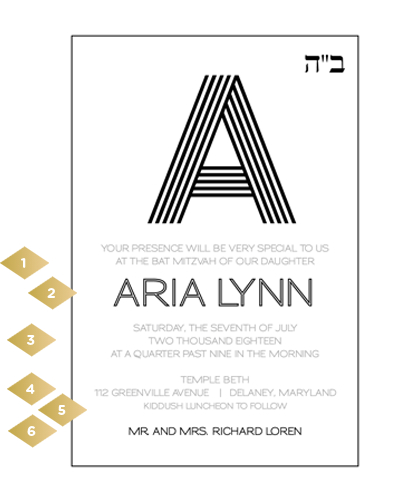 ב"ה
A
YOUR PRESENCE WILL BE VERY SPECIAL TO US
AT THE BAT MITZVAH OF OUR DAUGHTER
1
ARIA LYNN
2
SATURDAY, THE SEVENTH OF JULY
TWO THOUSAND EIGHTEEN
AT A QUARTER PAST NINE IN THE MORNING
3
TEMPLE BETH
4
112 GREENVILLE AVENUE | DELANEY, MARYLAND
KIDDUSH LUNCHEON TO FOLLOW
5
MR. AND MRS. RICHARD LOREN
6